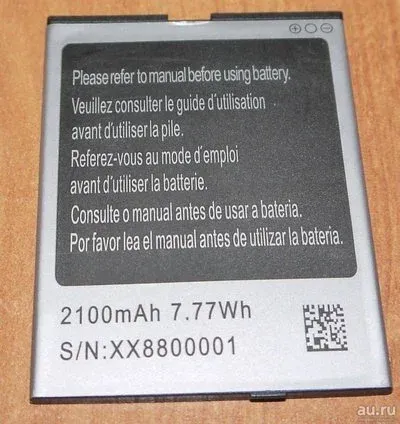 Please refer to manual before using battery.
Veuillez consulter le guide d'utilisation
avant d'utiliser la pile.
Referez-vous au mode d'emploi
avant d'utiliser la batterie.
Consulte o manual antes de usar a bateria.
Por favor lea el manual antes de utilizar la bateria.
2100mAh 7.77Wh
S/N:XX8800001
au.ru